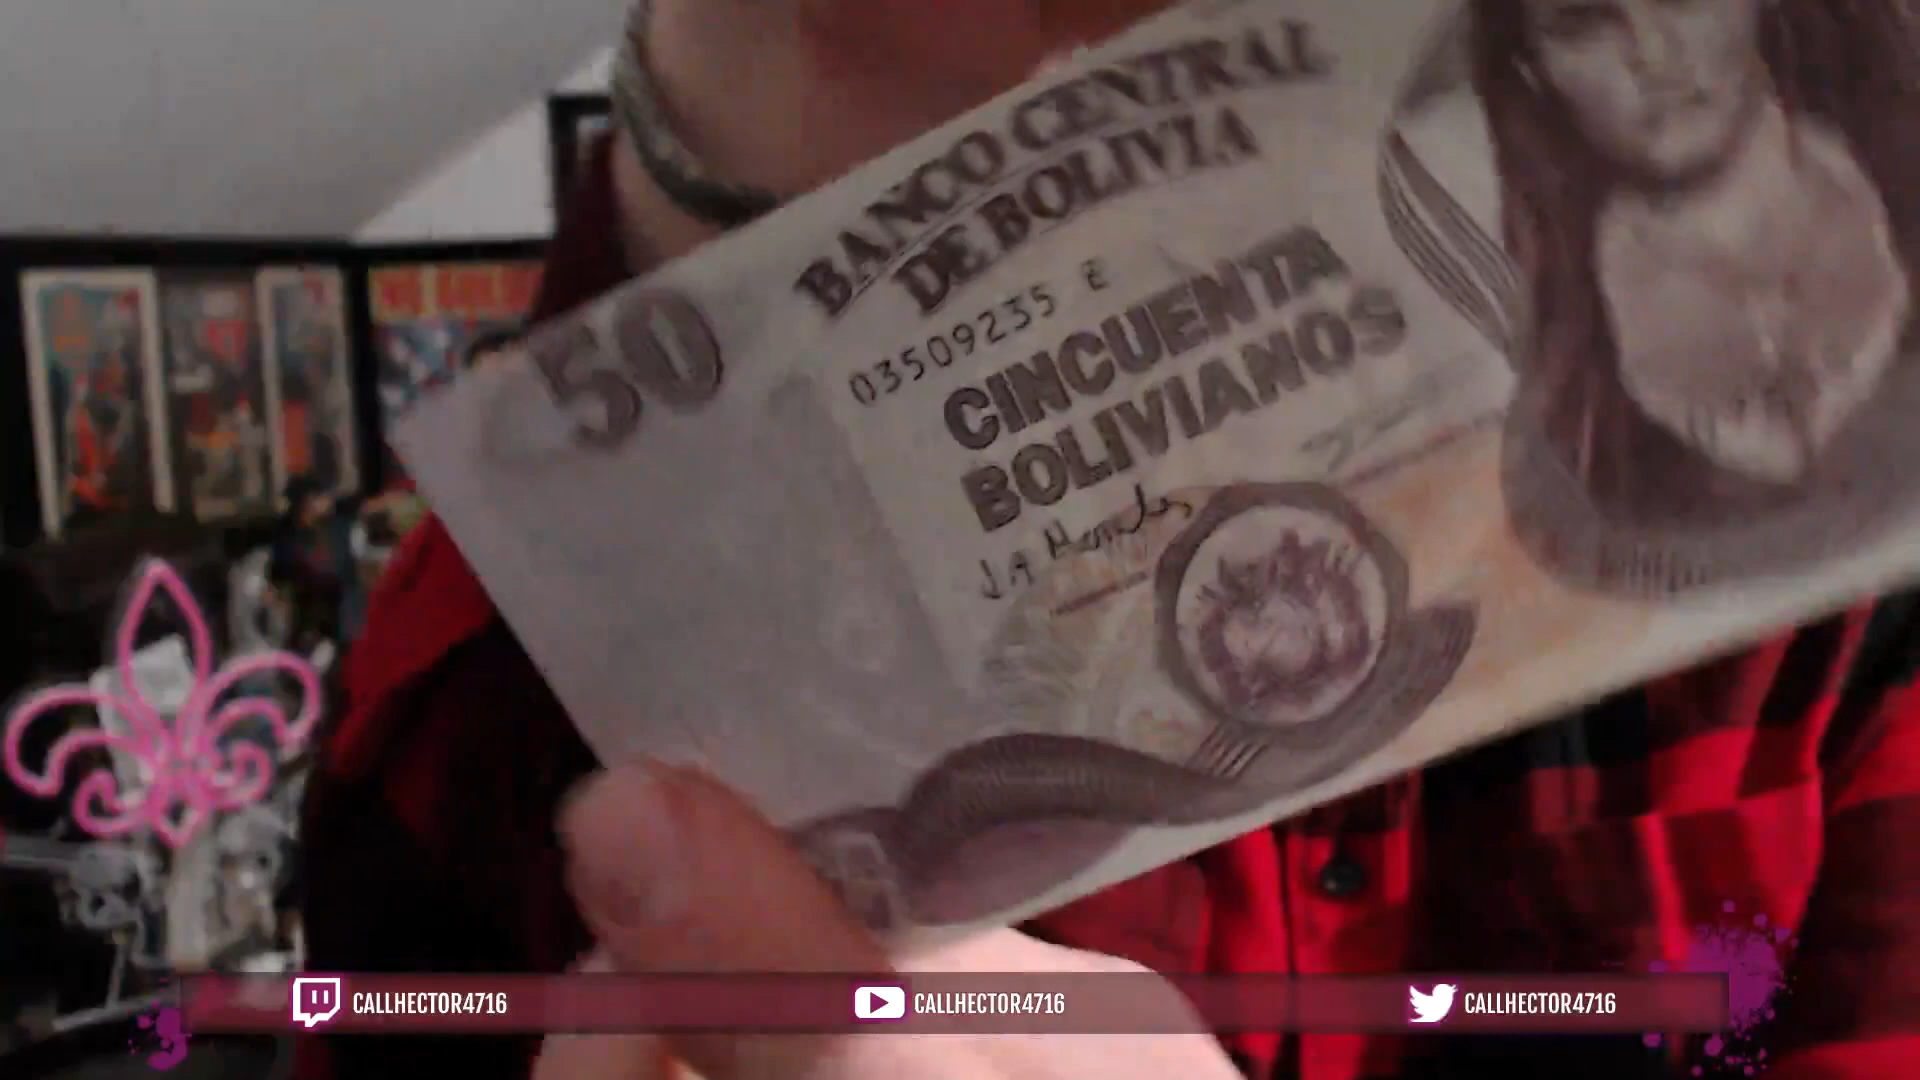 BANCO CENTRAL
DE BOLIVIA
50
03509235 E
CINCUENTA
BOLIVIANOS
CALLHECTOR4716
CALLHECTOR4716
CALLHECTOR4716